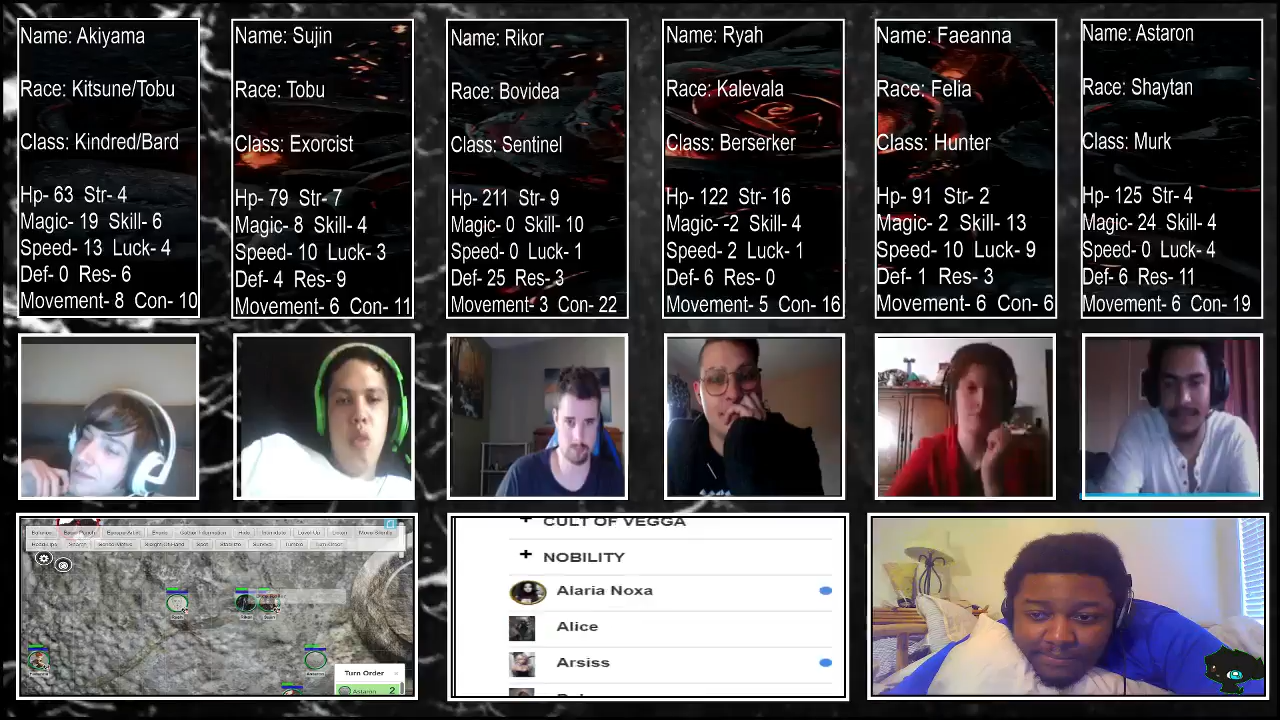 Name: Akiyama
Race: Kitsune/Tobu
Class: Kindred/Bard
Hp- 63 Str- 4
Magic- 19 Skill- 6
Speed- 13 Luck- 4
Def- 0 Res- 6
Movement- 8 Con- 10
Name: Sujin
Race: Tobu
Class: Exorcist
Hp- 79 Str- 7
Magic- 8 Skill- 4
Speed- 10 Luck- 3
Def- 4 Res- 9
Movement- 6 Con- 11
Name: Rikor
Race: Bovidea
Class: Sentinel
Hp- 211 Str- 9
Magic- 0 Skill- 10
Speed- 0 Luck- 1
Def- 25 Res- 3
Movement- 3 Con- 22
Name: Ryah
Race: Kalevala
Class: Berserker
Hp- 122 Str- 16
Magic- -2 Skill- 4
Speed- 2 Luck- 1
Def- 6 Res- 0
Movement- 5 Con- 16
Name: Faeanna
Race: Felia
Class: Hunter
Hp- 91 Str- 2
Magic- 2 Skill- 13
Speed- 10 Luck- 9
Def- 1 Res- 3
Movement- 6 Con- 6
Name: Astaron
Race: Shaytan
Class: Murk
Hp- 125 Str- 4
Magic- 24 Skill- 4
Speed- 0 Luck- 4
Def- 6 Res- 11
Movement- 6 Con- 19
Turn Order
Astaron 2
CULT OF VEGGA
NOBILITY
Alaria Noxa
Alice
Arsiss